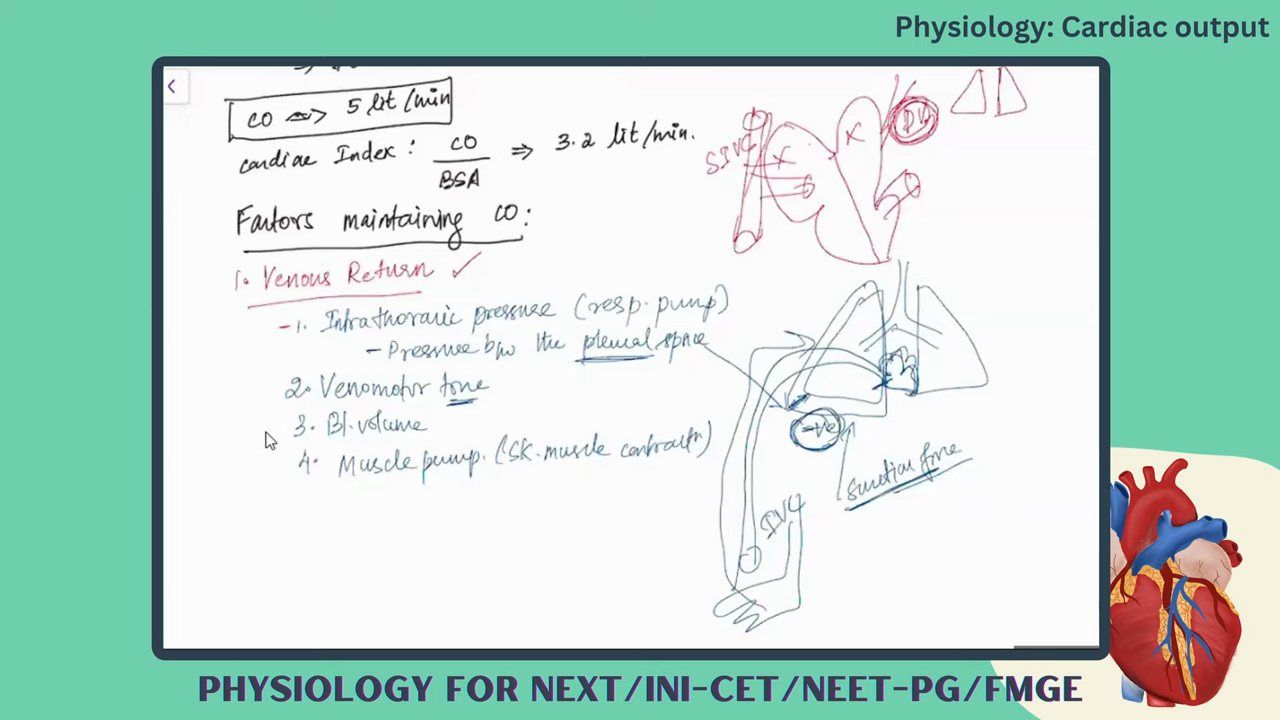 Physiology: Cardiac output
CO ⇒ 5 lit/min
Cardiac Index : CO / BSA ⇒ 3.2 lit/min.
Factors maintaining CO:
1. Venous Return ✓
- 1. Intrathoracic pressure (resp. pump)
- Pressure b/w the pleural space
2. Venomotor tone
3. Bl. volume
4. Muscle pump. (SK. muscle contractn)
X
X
-ve
suction force
IVC
PHYSIOLOGY FOR NEXT/INI-CET/NEET-PG/FMGE